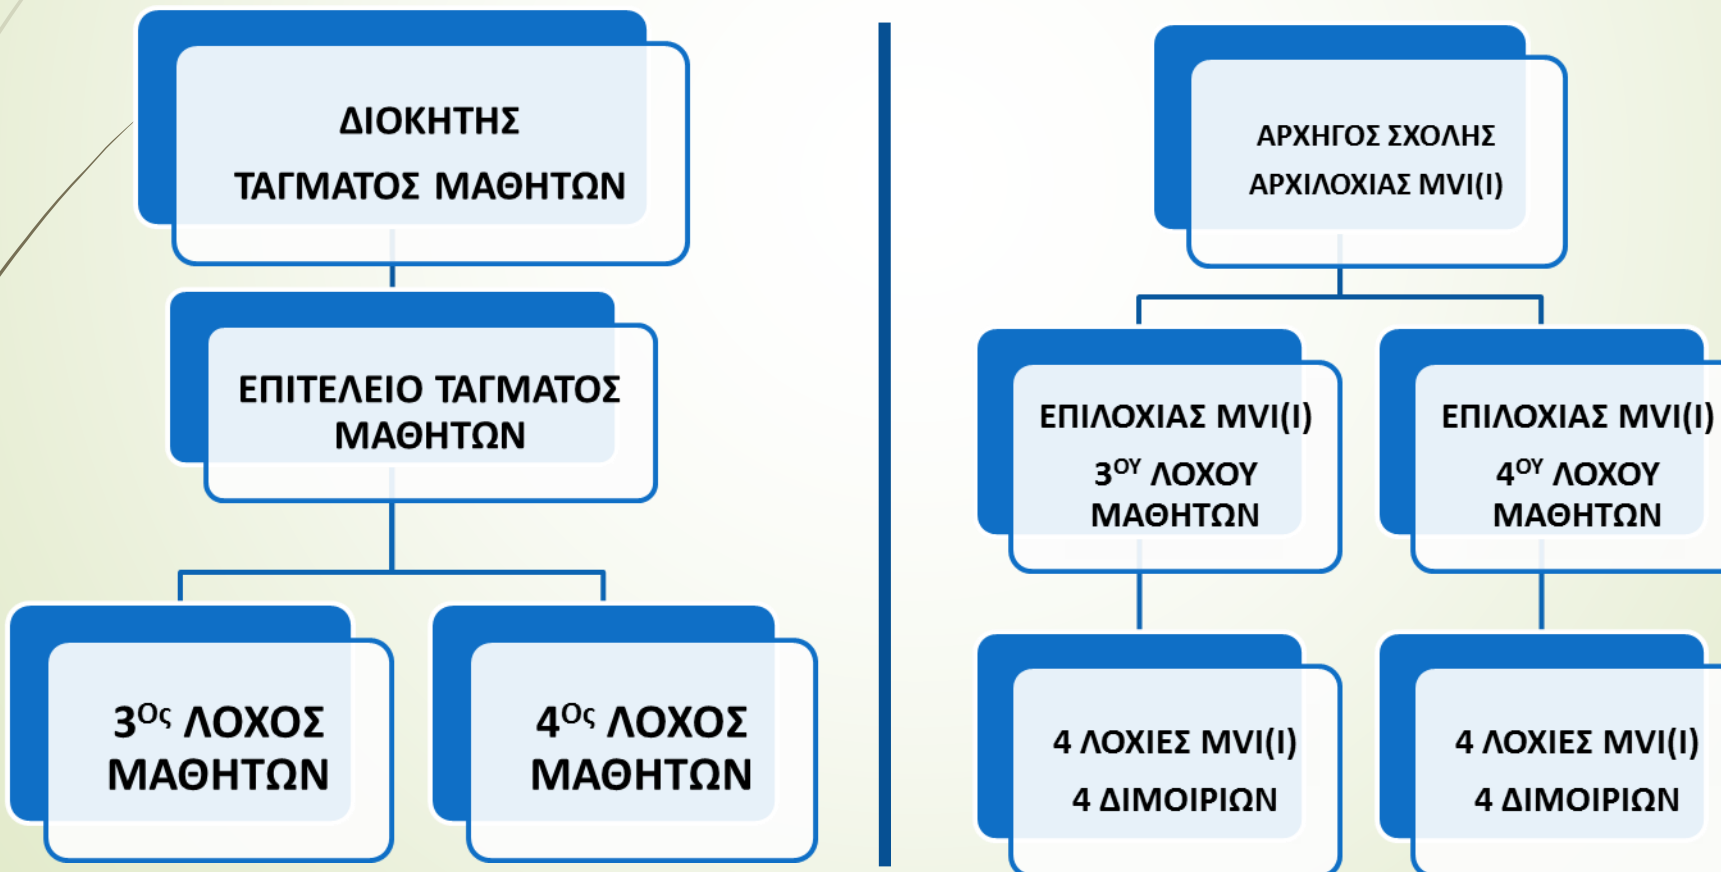 ΔΙΟΚΗΤΗΣ
ΤΑΓΜΑΤΟΣ ΜΑΘΗΤΩΝ
ΕΠΙΤΕΛΕΙΟ ΤΑΓΜΑΤΟΣ
ΜΑΘΗΤΩΝ
3Ος ΛΟΧΟΣ
ΜΑΘΗΤΩΝ
4Ος ΛΟΧΟΣ
ΜΑΘΗΤΩΝ
ΑΡΧΗΓΟΣ ΣΧΟΛΗΣ
ΑΡΧΙΛΟΧΙΑΣ MVI(I)
ΕΠΙΛΟΧΙΑΣ MVI(I)
3ΟΥ ΛΟΧΟΥ
ΜΑΘΗΤΩΝ
ΕΠΙΛΟΧΙΑΣ MVI(I)
4ΟΥ ΛΟΧΟΥ
ΜΑΘΗΤΩΝ
4 ΛΟΧΙΕΣ MVI(I)
4 ΔΙΜΟΙΡΙΩΝ
4 ΛΟΧΙΕΣ MVI(I)
4 ΔΙΜΟΙΡΙΩΝ